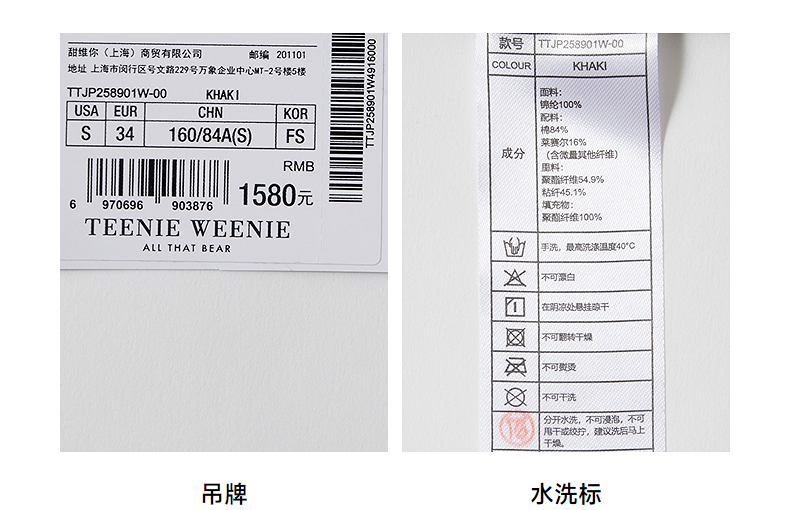 甜维你（上海）商贸有限公司 邮编 201101
地址 上海市闵行区号文路229号万象企业中心MT-2号楼5楼
TTJP258901W-00 KHAKI
USA EUR CHN KOR
S 34 160/84A(S) FS
RMB
1580元
6 970696 903876
TEENIE WEENIE
ALL THAT BEAR
TTJP258901W4916000
吊牌
款号 TTJP258901W-00
COLOUR KHAKI
成分
面料：
锦纶100%
配料：
棉84%
莱赛尔16%
（含微量其他纤维）
里料：
聚酯纤维54.9%
粘纤45.1%
填充物：
聚酯纤维100%
手洗，最高洗涤温度40°C
不可漂白
在阴凉处悬挂晾干
不可翻转干燥
不可熨烫
不可干洗
分开水洗，不可浸泡，不可
甩干或绞拧，建议洗后马上
干燥。
水洗标